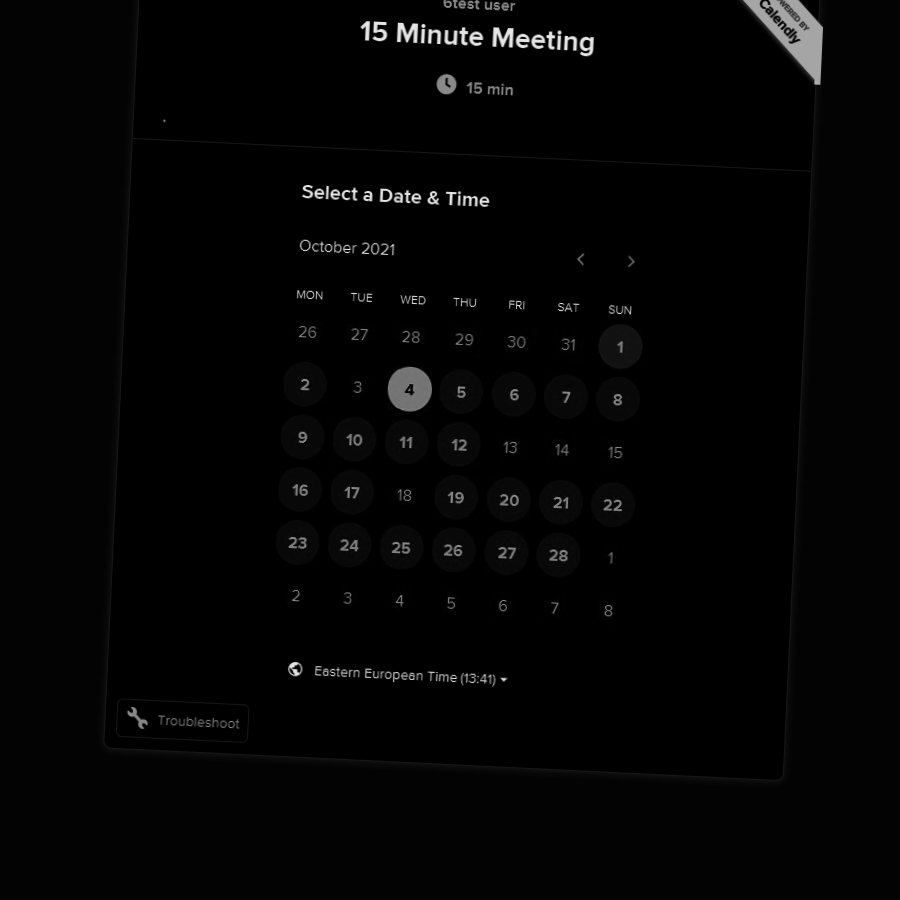 6test user
15 Minute Meeting
15 min
POWERED BY
Calendly
Select a Date & Time
October 2021
MON TUE WED THU FRI SAT SUN
26 27 28 29 30 31 1
2 3 4 5 6 7 8
9 10 11 12 13 14 15
16 17 18 19 20 21 22
23 24 25 26 27 28 1
2 3 4 5 6 7 8
Eastern European Time (13:41)
Troubleshoot